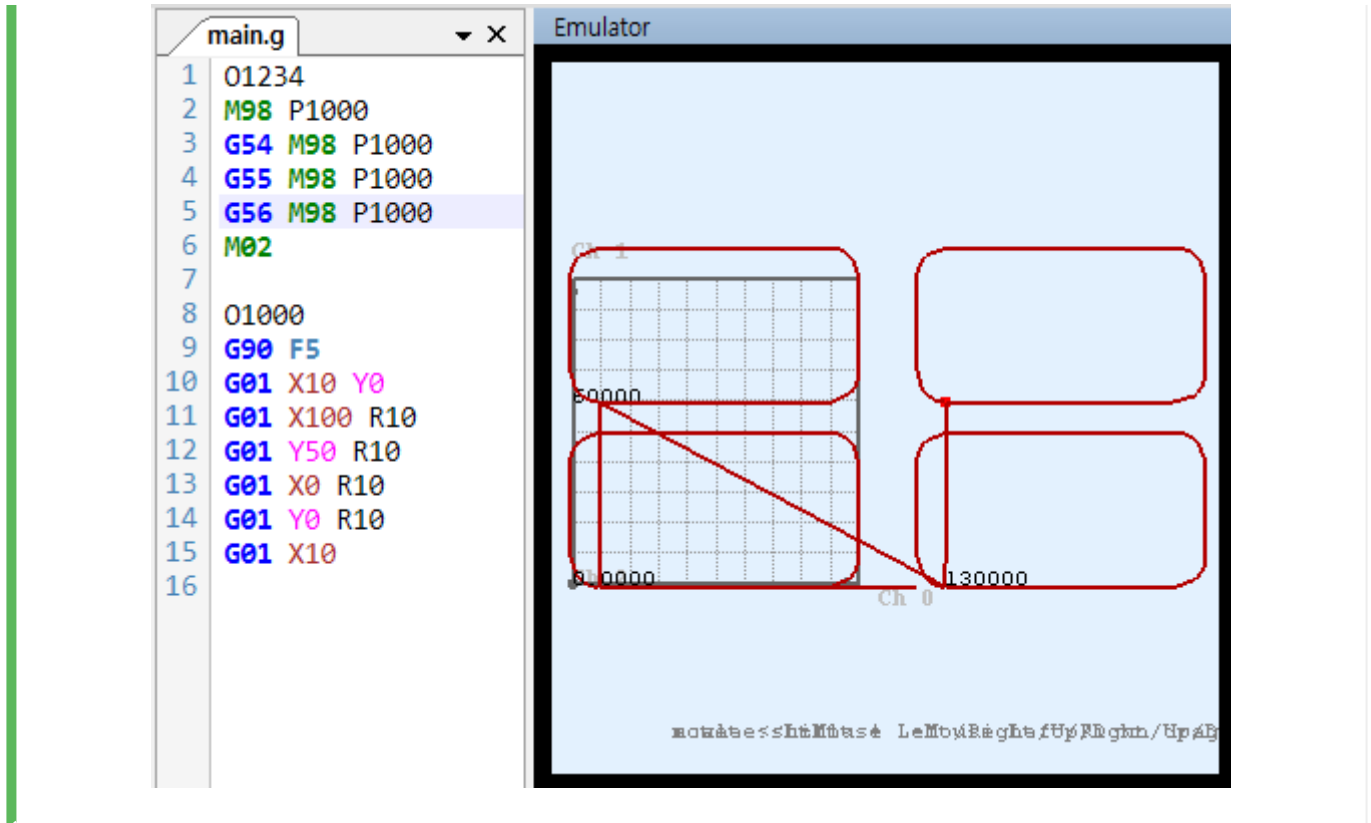 main.g
Emulator
1 O1234
2 M98 P1000
3 G54 M98 P1000
4 G55 M98 P1000
5 G56 M98 P1000
6 M02
7
8 O1000
9 G90 F5
10 G01 X10 Y0
11 G01 X100 R10
12 G01 Y50 R10
13 G01 X0 R10
14 G01 Y0 R10
15 G01 X10
16
Ch 1
60000
130000
Ch 0